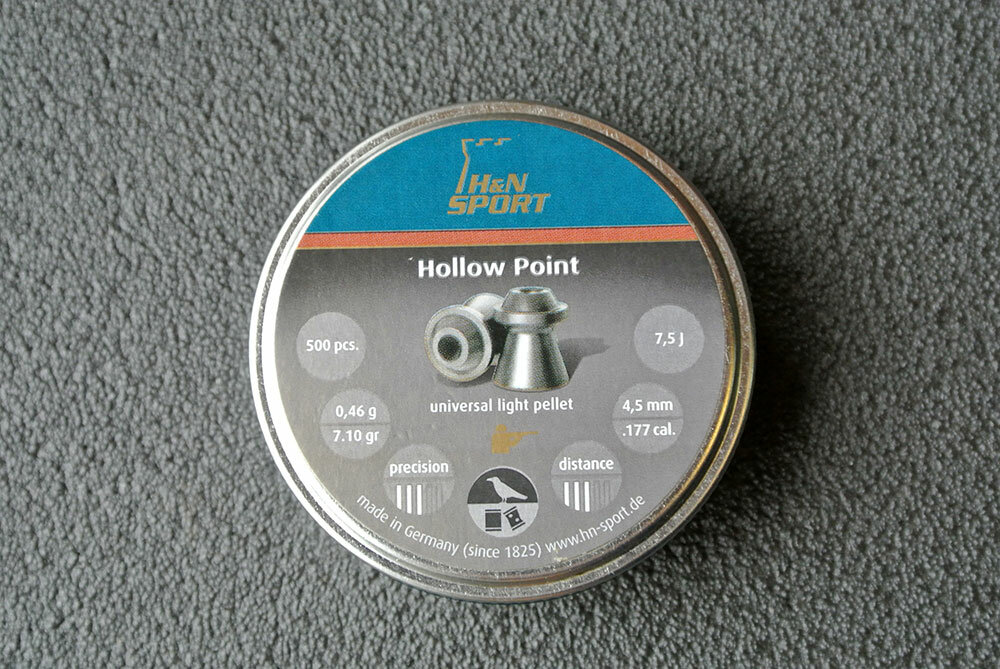 H&N
SPORT
Hollow Point
500 pcs.
7,5 J
0,46 g
7.10 gr
universal light pellet
4,5 mm
.177 cal.
precision
distance
made in Germany (since 1825) www.hn-sport.de